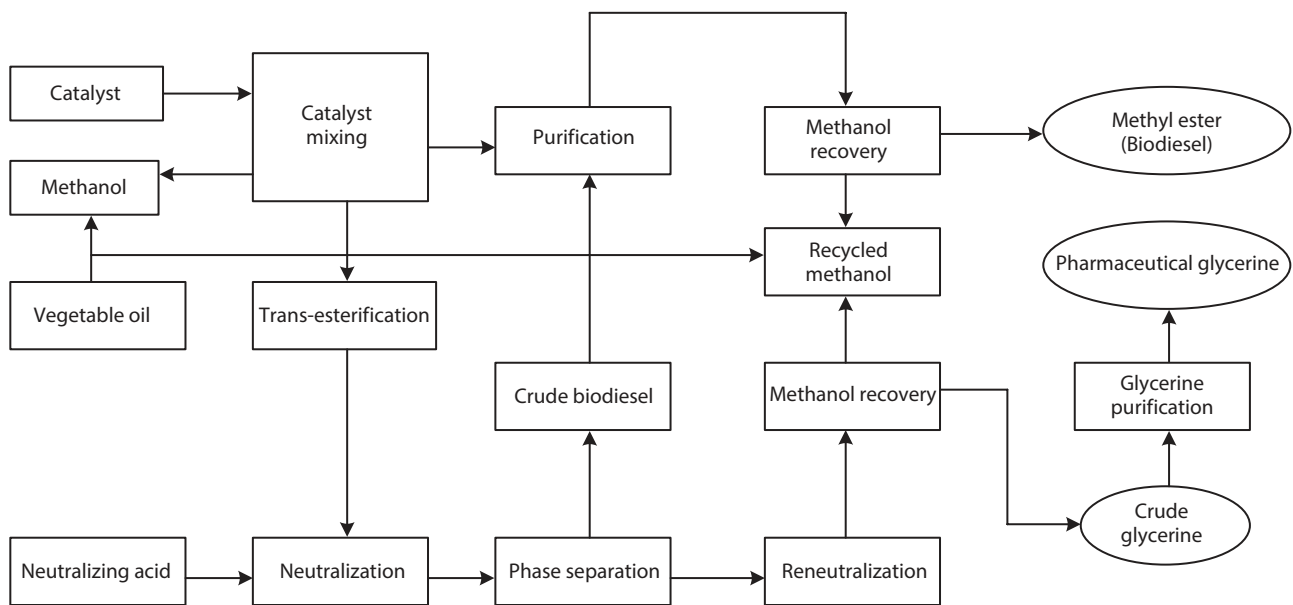 Catalyst
Catalyst
mixing
Purification
Methanol
recovery
Methyl ester
(Biodiesel)
Methanol
Recycled
methanol
Pharmaceutical glycerine
Vegetable oil
Trans-esterification
Crude biodiesel
Methanol recovery
Glycerine
purification
Crude
glycerine
Neutralizing acid
Neutralization
Phase separation
Reneutralization